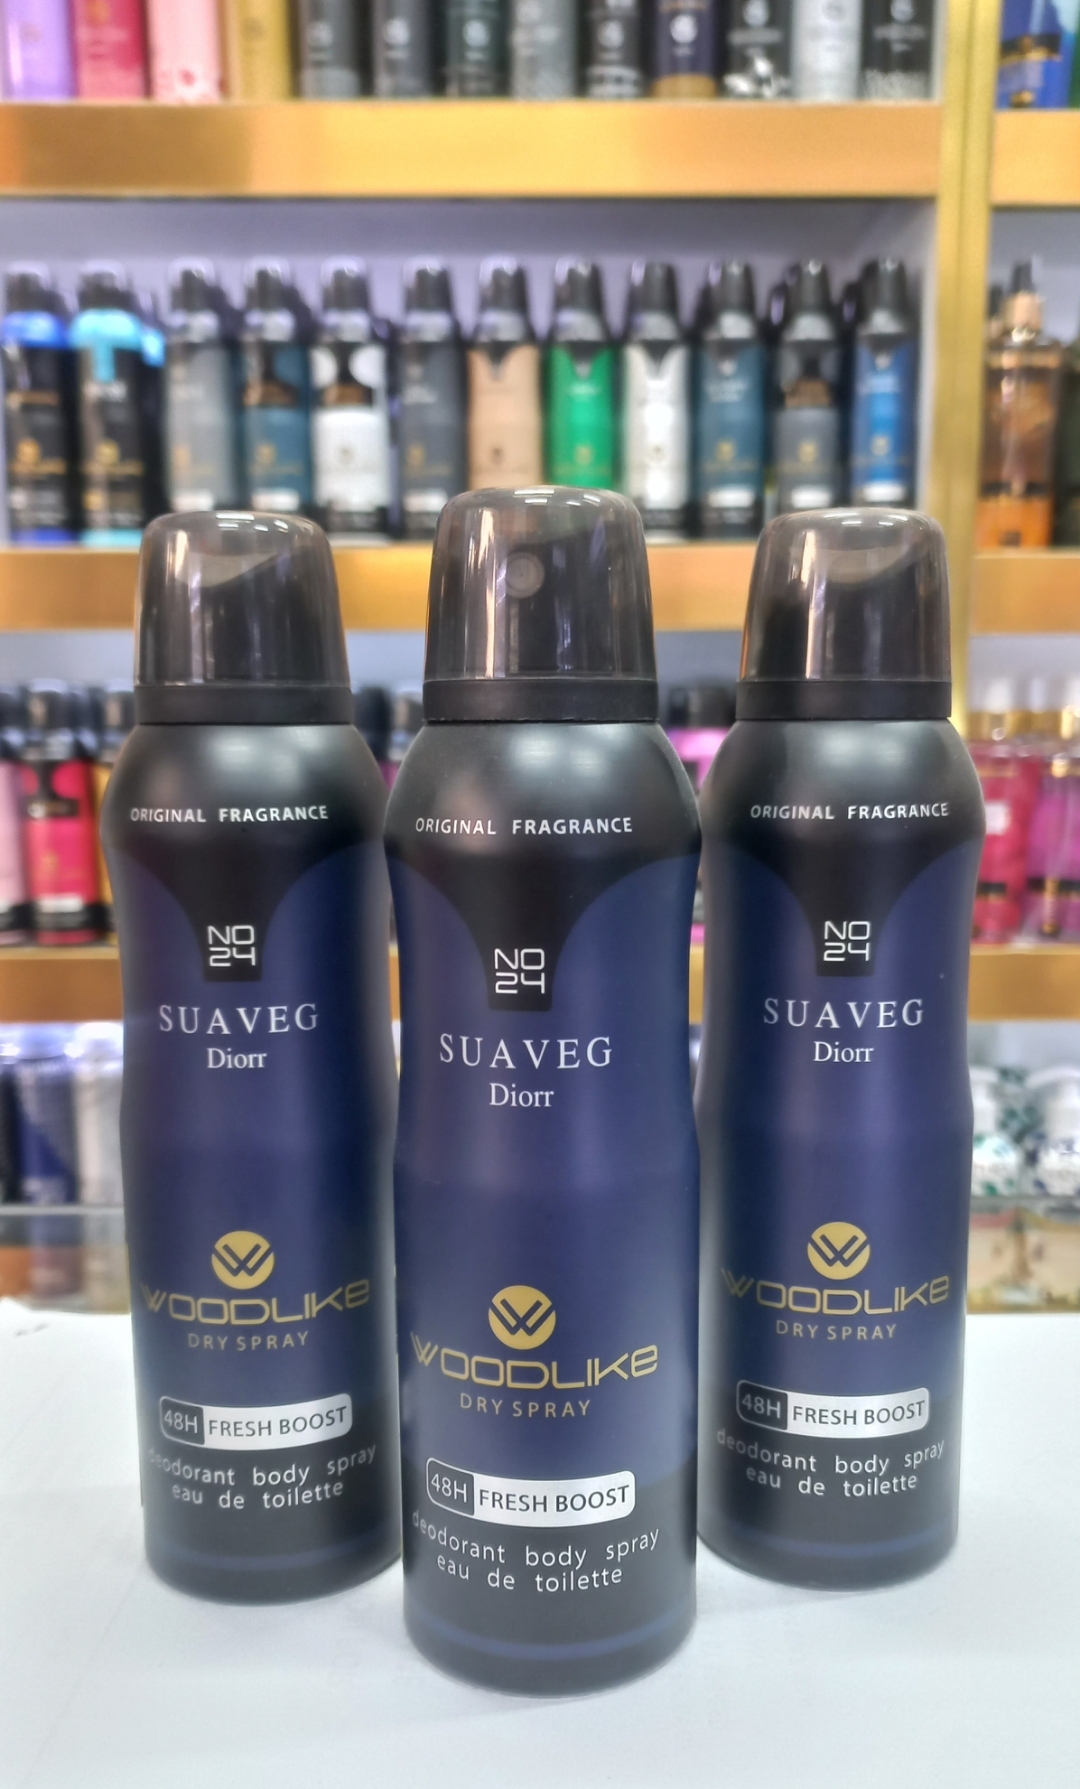 ORIGINAL FRAGRANCE
NO
24
SUAVEG
Diorr
WOODLIKE
DRY SPRAY
48H FRESH BOOST
deodorant body spray
eau de toilette
ORIGINAL FRAGRANCE
NO
24
SUAVEG
Diorr
WOODLIKE
DRY SPRAY
48H FRESH BOOST
deodorant body spray
eau de toilette
ORIGINAL FRAGRANCE
NO
24
SUAVEG
Diorr
WOODLIKE
DRY SPRAY
48H FRESH BOOST
deodorant body spray
eau de toilette